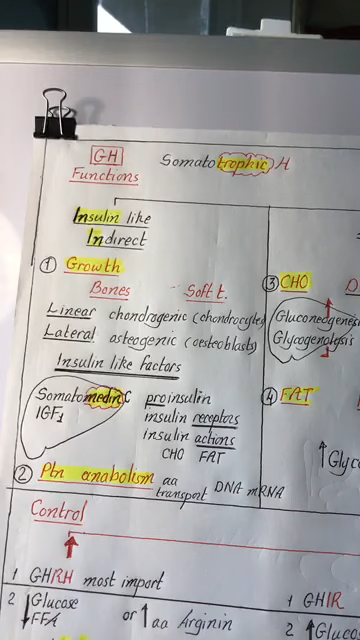 GH
Functions
Somatotrophic H
Insulin like
Indirect
① Growth
Bones Soft t.
Linear chondrogenic (chondrocytes)
Lateral osteogenic (oesteoblasts)
Insulin like factors
Somatomedin C proinsulin
IGF1 insulin receptors
insulin actions
CHO FAT
② Ptn anabolism aa transport DNA mRNA
③ CHO
Gluconeogenesis
Glycogenolysis
④ FAT
↑Glyco
Control
1 GHRH most import
2 ↓Glucose or ↑aa Arginin
FFA
1 GHIR
2 ↑Gluco